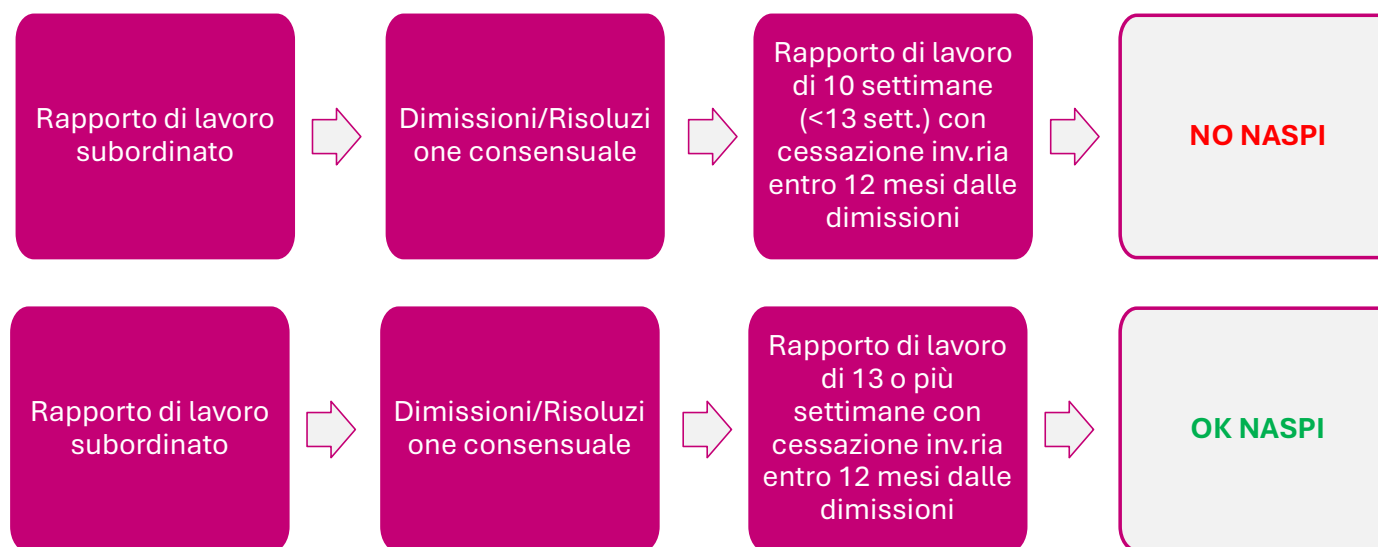 Rapporto di lavoro
subordinato
Dimissioni/Risoluzi
one consensuale
Rapporto di lavoro
di 10 settimane
(<13 sett.) con
cessazione inv.ria
entro 12 mesi dalle
dimissioni
NO NASPI
Rapporto di lavoro
subordinato
Dimissioni/Risoluzi
one consensuale
Rapporto di lavoro
di 13 o più
settimane con
cessazione inv.ria
entro 12 mesi dalle
dimissioni
OK NASPI